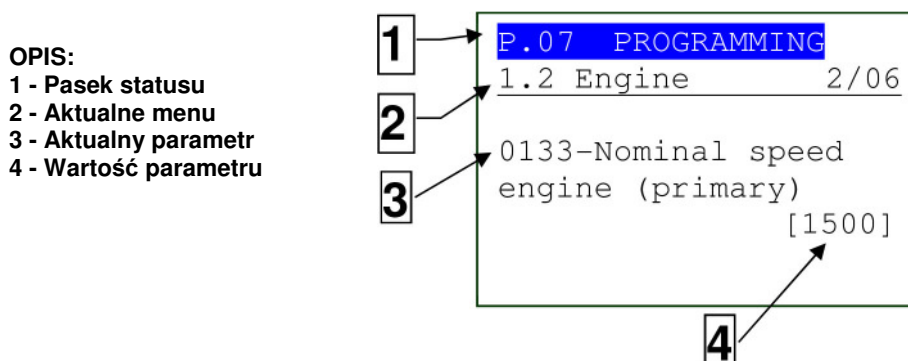 OPIS:
1 - Pasek statusu
2 - Aktualne menu
3 - Aktualny parametr
4 - Wartość parametru
1
2
3
4
P.07 PROGRAMMING
1.2 Engine 2/06
0133-Nominal speed
engine (primary)
[1500]